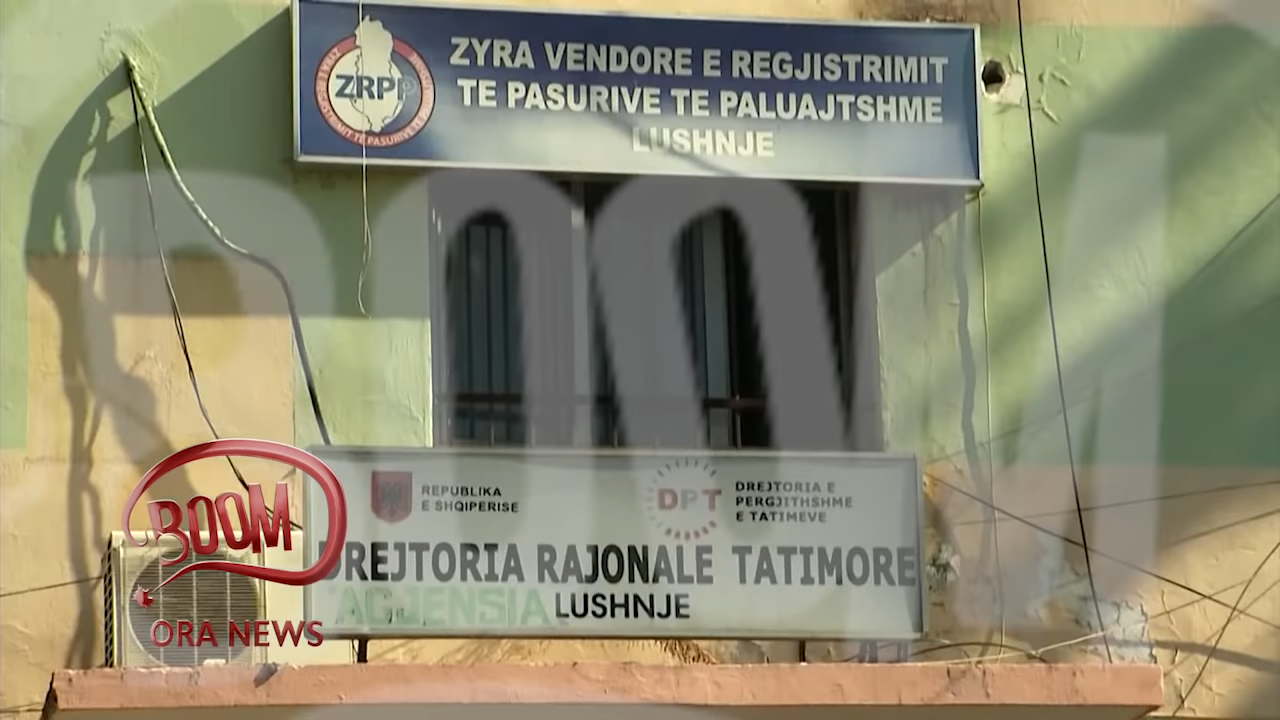 ZYRA VENDORE E REGJISTRIMIT
TE PASURIVE TE PALUAJTSHME
LUSHNJE
ZRPP
REPUBLIKA
E SHQIPERISE
DPT
DREJTORIA E
PERGJITHSHME
E TATIMEVE
DREJTORIA RAJONALE TATIMORE
AGJENSIA LUSHNJE
BOOM
ORA NEWS